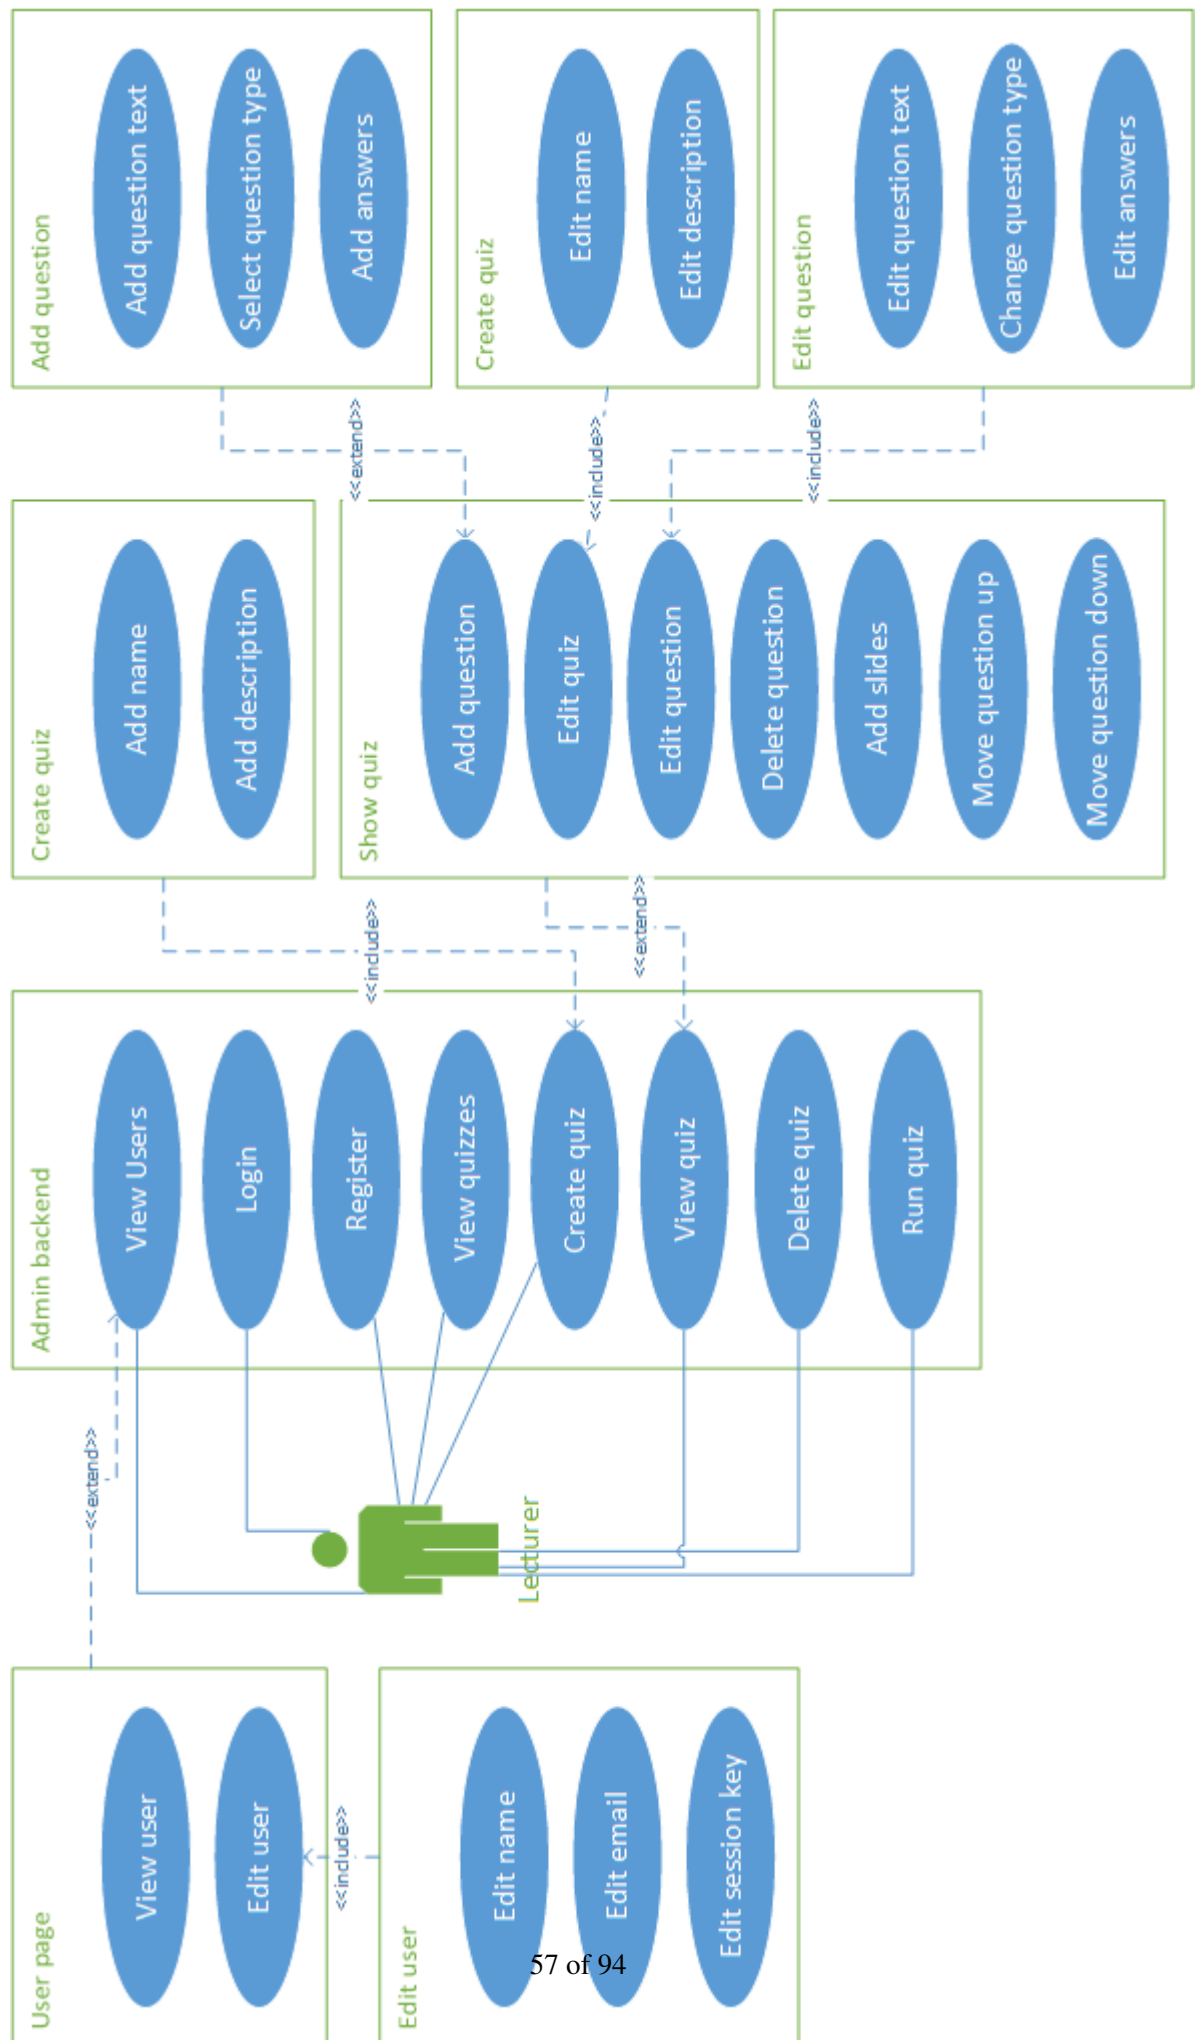 User page
View user
Edit user
<<include>>
Edit user
Edit name
Edit email
Edit session key
<<extend>>
Lecturer
Admin backend
View Users
Login
Register
View quizzes
Create quiz
View quiz
Delete quiz
Run quiz
<<include>>
<<extend>>
Create quiz
Add name
Add description
Show quiz
Add question
Edit quiz
Edit question
Delete question
Add slides
Move question up
Move question down
<<extend>>
<<include>>
<<include>>
Add question
Add question text
Select question type
Add answers
Create quiz
Edit name
Edit description
Edit question
Edit question text
Change question type
Edit answers
57 of 94